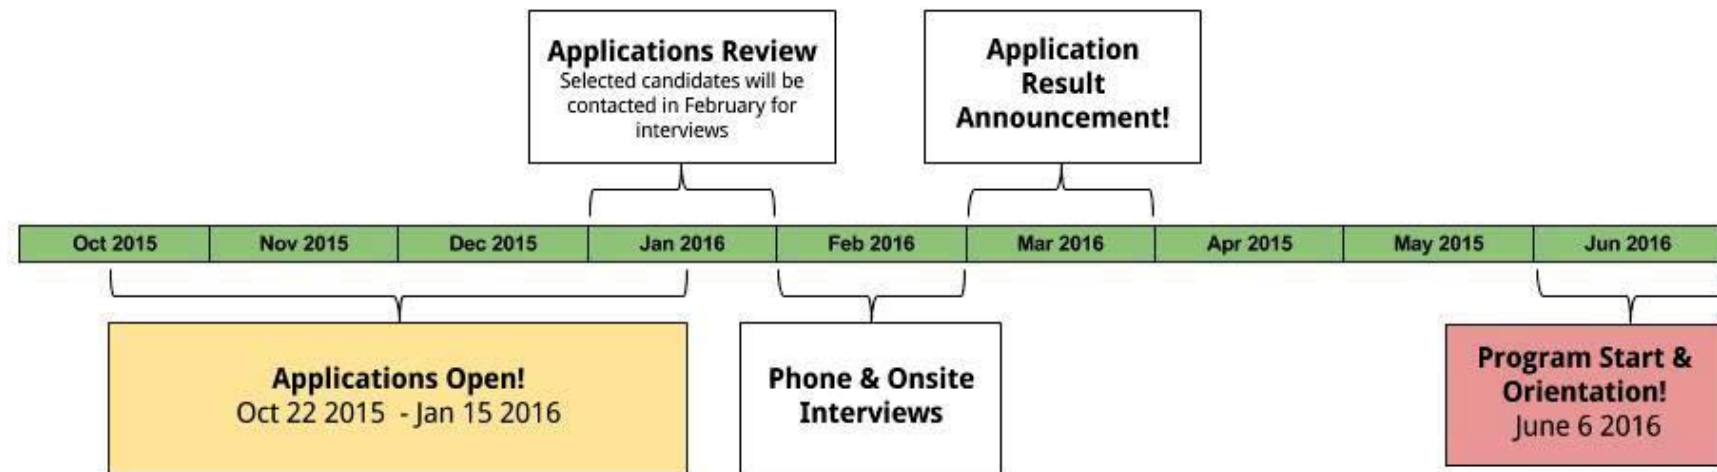 Applications Review
Selected candidates will be
contacted in February for
interviews
Application
Result
Announcement!
Oct 2015
Nov 2015
Dec 2015
Jan 2016
Feb 2016
Mar 2016
Apr 2015
May 2015
Jun 2016
Applications Open!
Oct 22 2015 - Jan 15 2016
Phone & Onsite
Interviews
Program Start &
Orientation!
June 6 2016